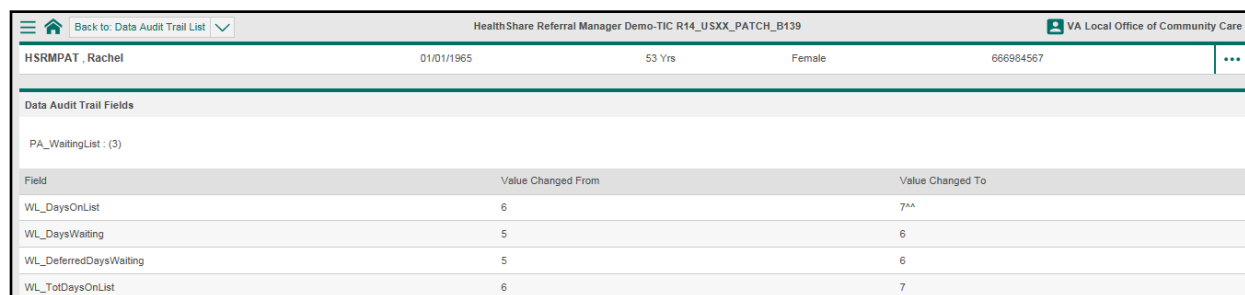 Back to: Data Audit Trail List HealthShare Referral Manager Demo-TIC R14_USXX_PATCH_B139 VA Local Office of Community Care
HSRMPAT , Rachel 01/01/1965 53 Yrs Female 666984567
Data Audit Trail Fields
PA_WaitingList : (3)
Field Value Changed From Value Changed To
WL_DaysOnList 6 7^^
WL_DaysWaiting 5 6
WL_DeferredDaysWaiting 5 6
WL_TotDaysOnList 6 7